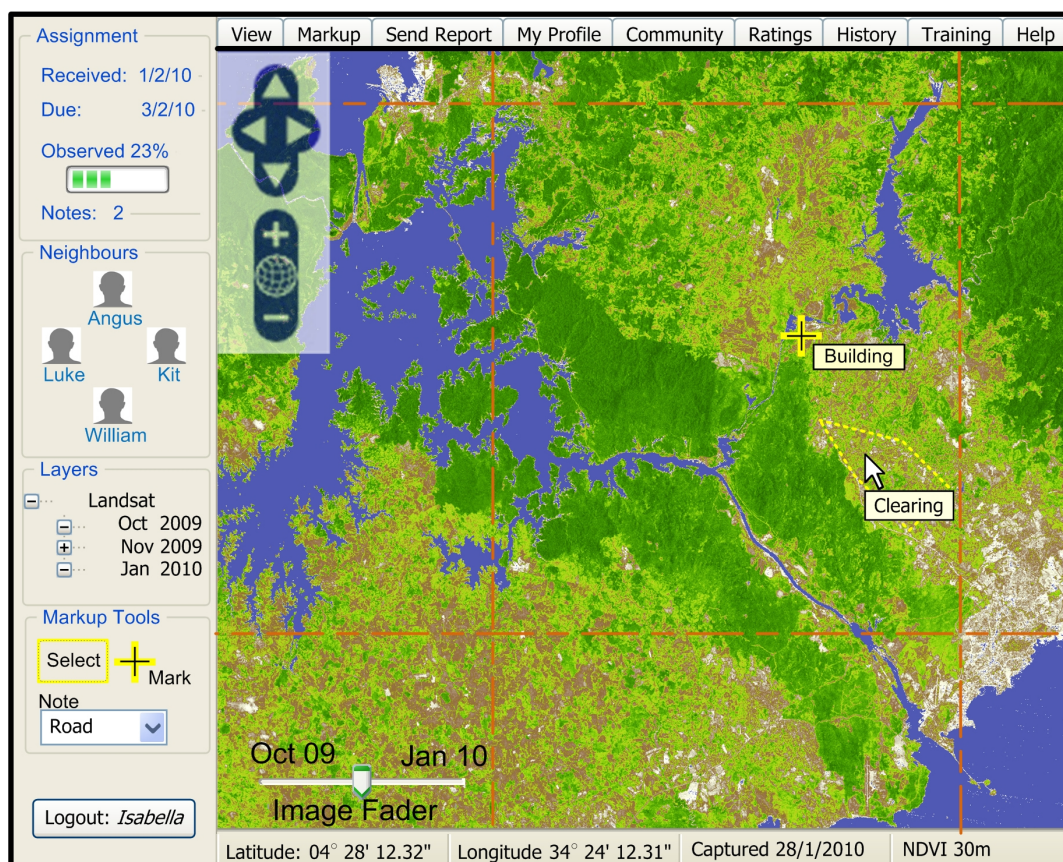 View Markup Send Report My Profile Community Ratings History Training Help
Assignment
Received: 1/2/10
Due: 3/2/10
Observed 23%
Notes: 2
Neighbours
Angus
Luke Kit
William
Layers
Landsat
Oct 2009
Nov 2009
Jan 2010
Markup Tools
Select
Mark
Note
Road
Logout: Isabella
Building
Clearing
Oct 09 Jan 10
Image Fader
Latitude: 04° 28' 12.32" Longitude 34° 24' 12.31" Captured 28/1/2010 NDVI 30m